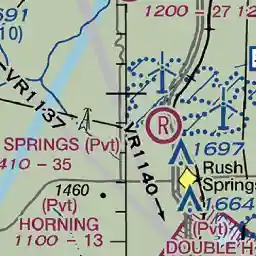 691
10)
1200 - 27 12
VR1137
R
SPRINGS (Pvt)
410 - 35
VR1140
1697
Rush
Springs
1664
1460
(Pvt)
HORNING
1100 - 13
(Pvt)
DOUBLE H